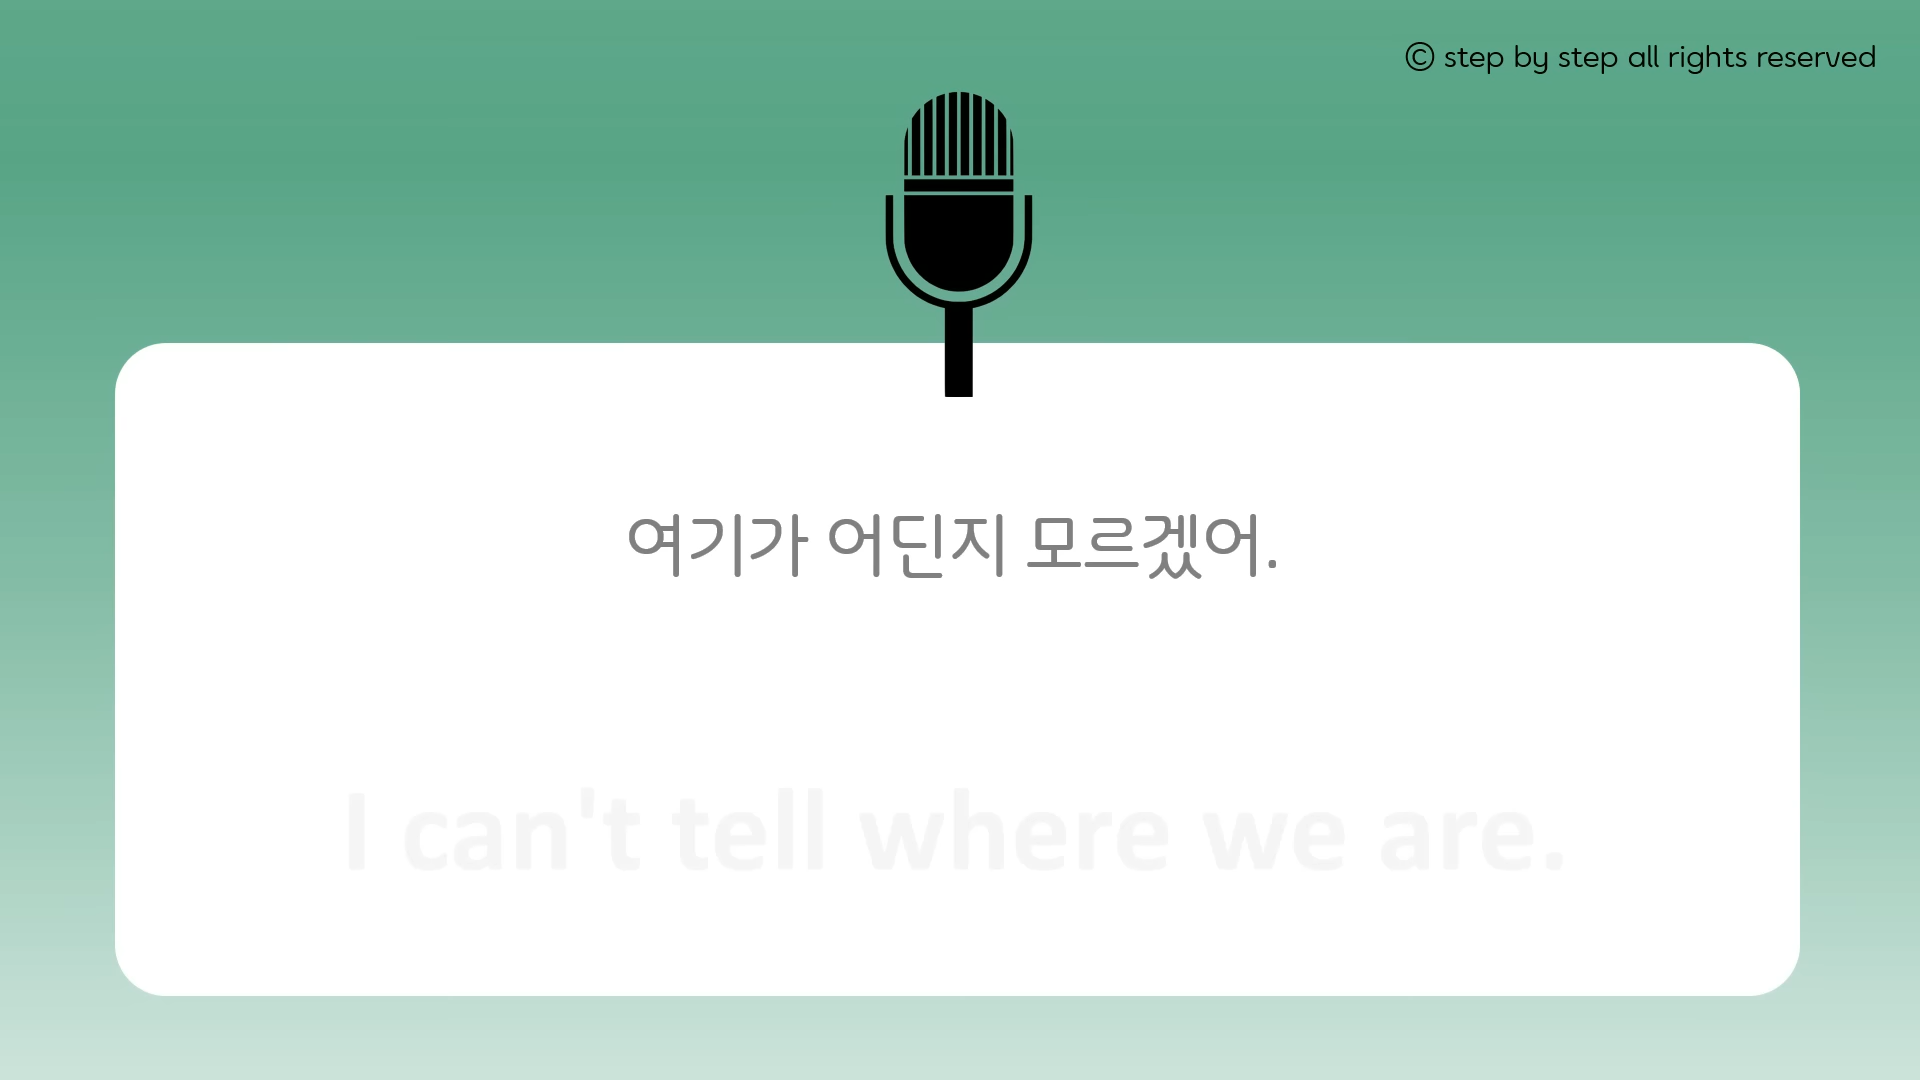 © step by step all rights reserved
여기가 어딘지 모르겠어.
I can't tell where we are.